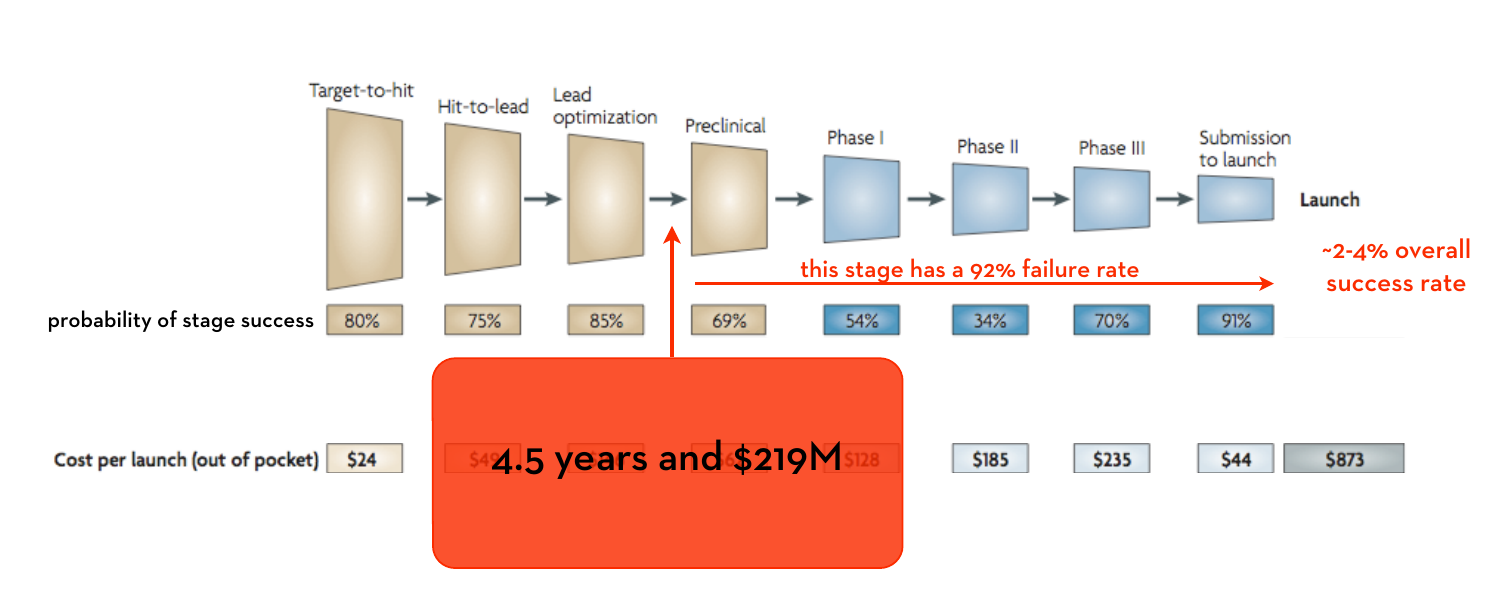 Target-to-hit
Hit-to-lead
Lead
optimization
Preclinical
Phase I
Phase II
Phase III
Submission
to launch
Launch
this stage has a 92% failure rate
~2-4% overall
success rate
probability of stage success
80%
75%
85%
69%
54%
34%
70%
91%
Cost per launch (out of pocket)
$24
$49
4.5 years and $219M
$128
$185
$235
$44
$873